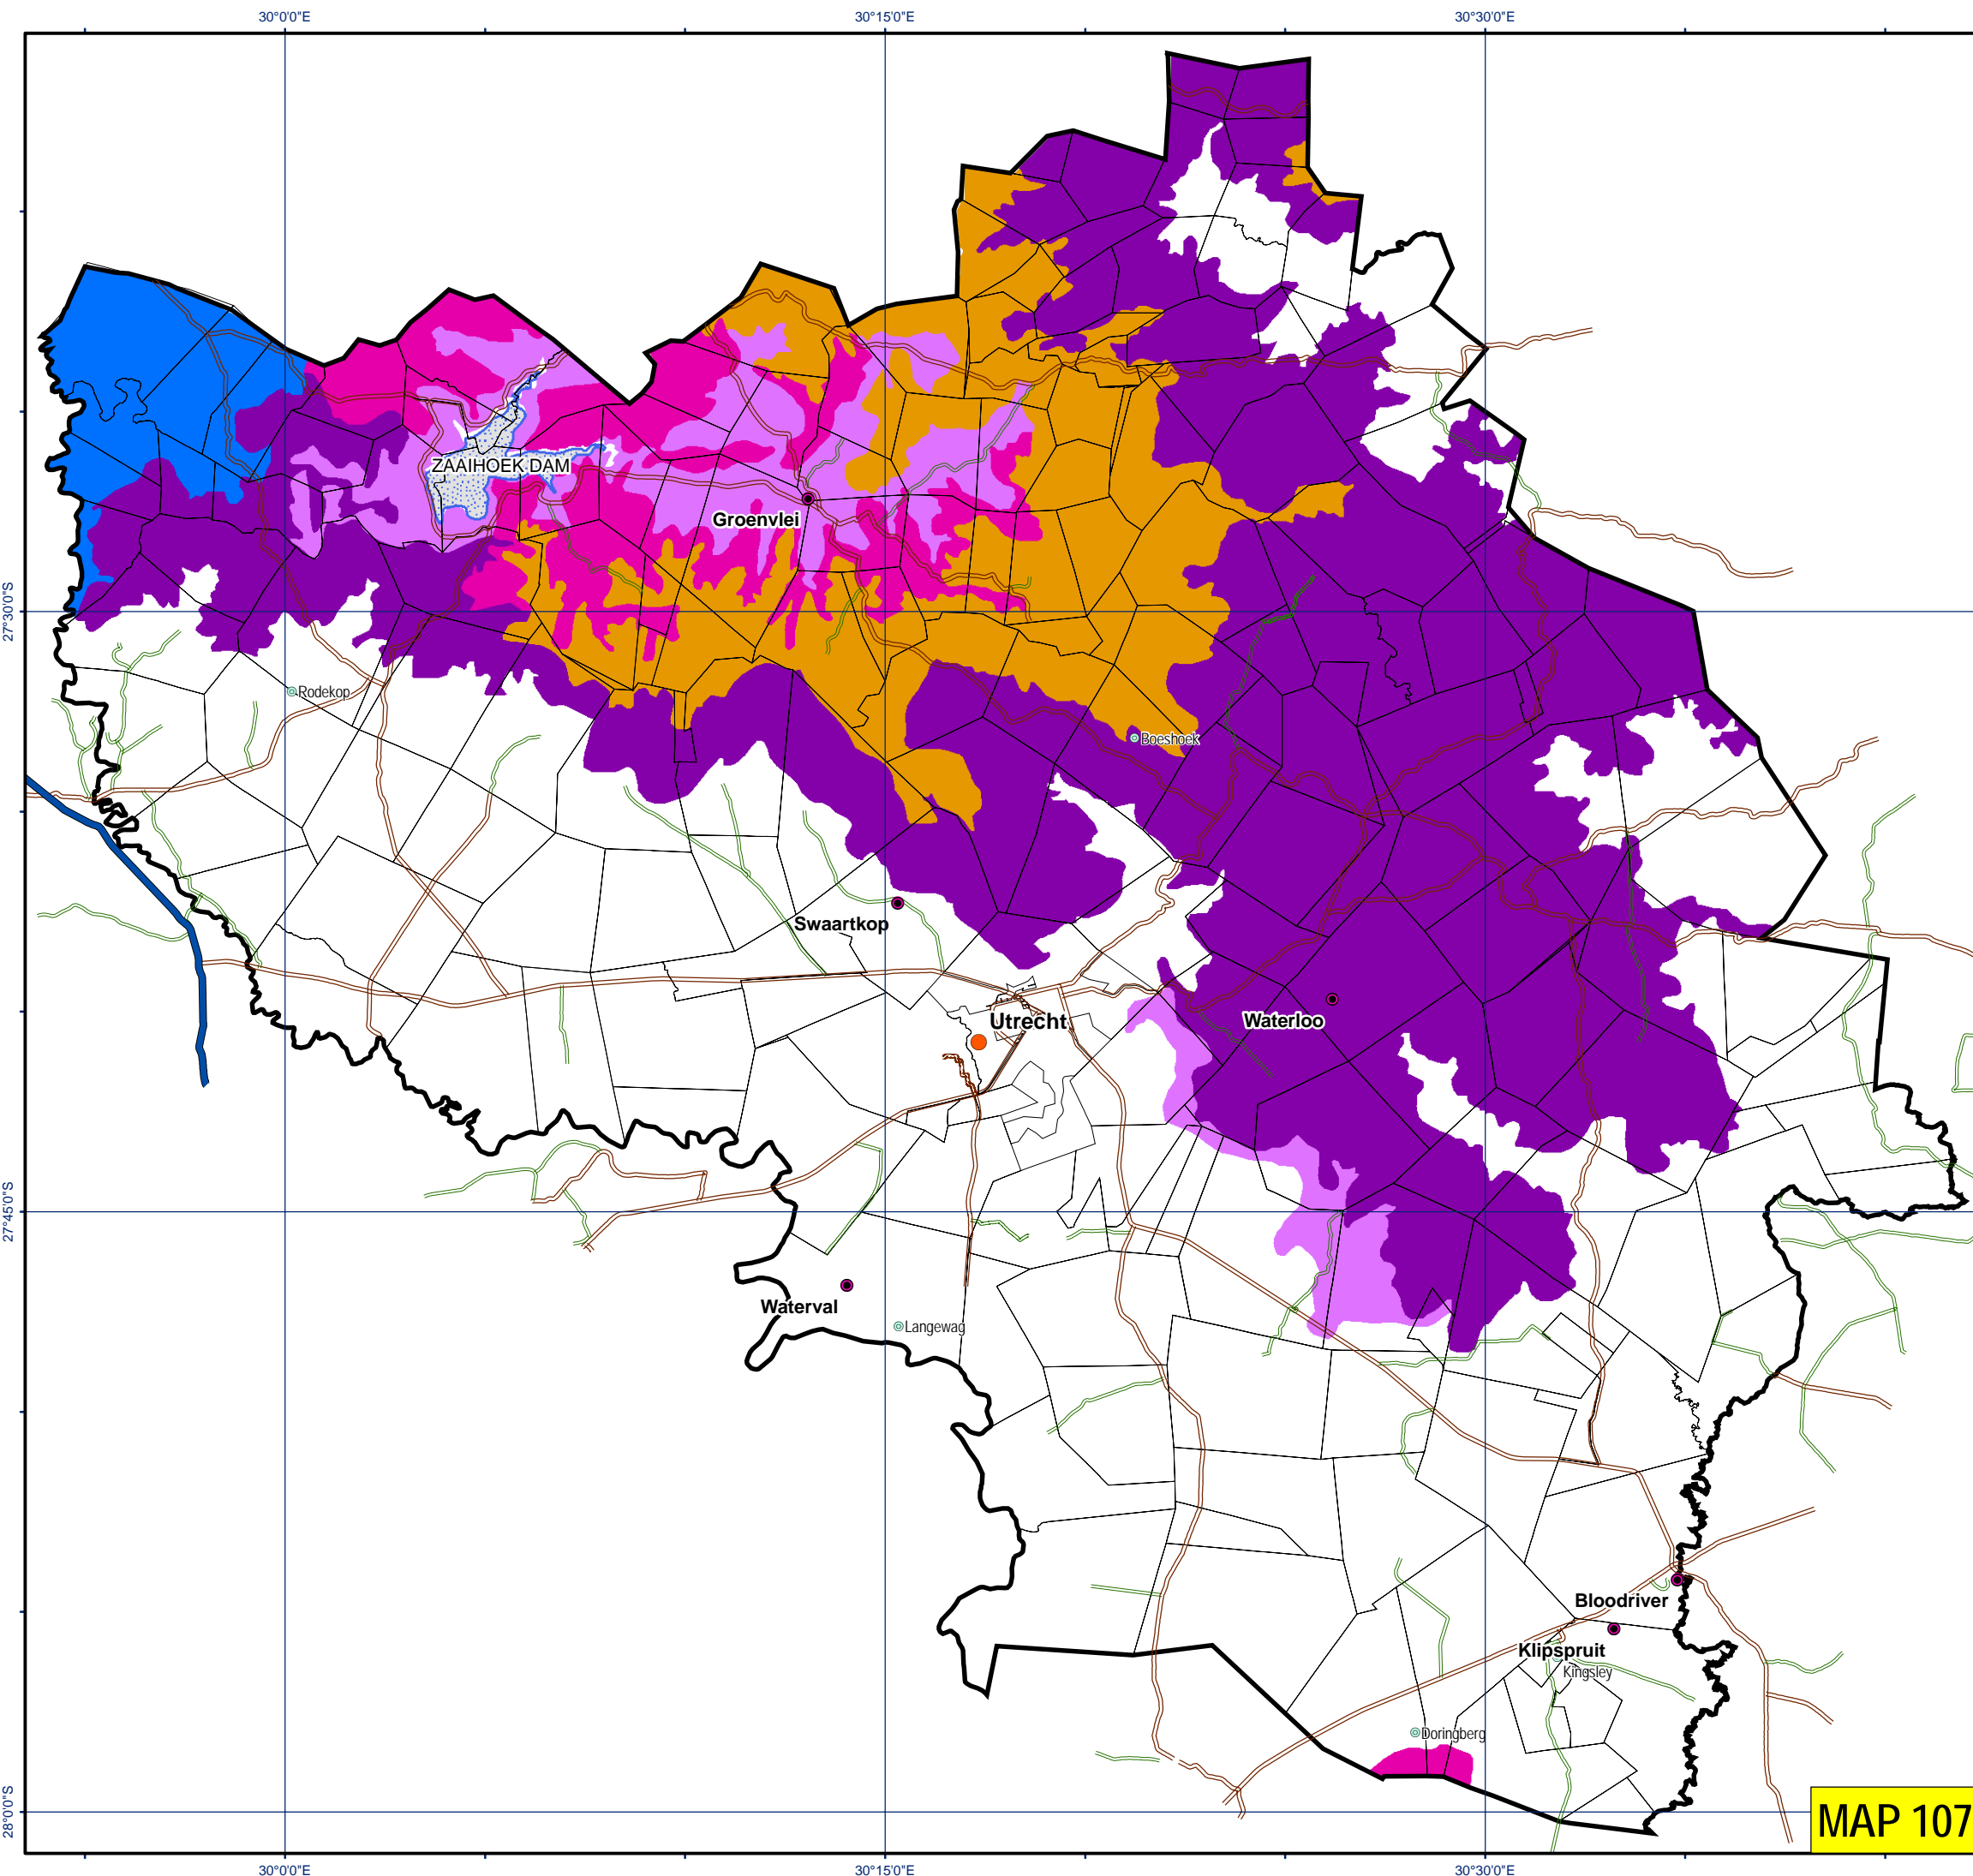 30°0'0"E
30°15'0"E
30°30'0"E
ZAAIHOEK DAM
Groenvlei
27°30'0"S
Rodekop
Boeshoek
Swaartkop
Utrecht
Waterloo
27°45'0"S
Waterval
Langewag
Bloodriver
Klipspruit
Kingsley
Doringberg
28°0'0"S
MAP 107
30°0'0"E
30°15'0"E
30°30'0"E